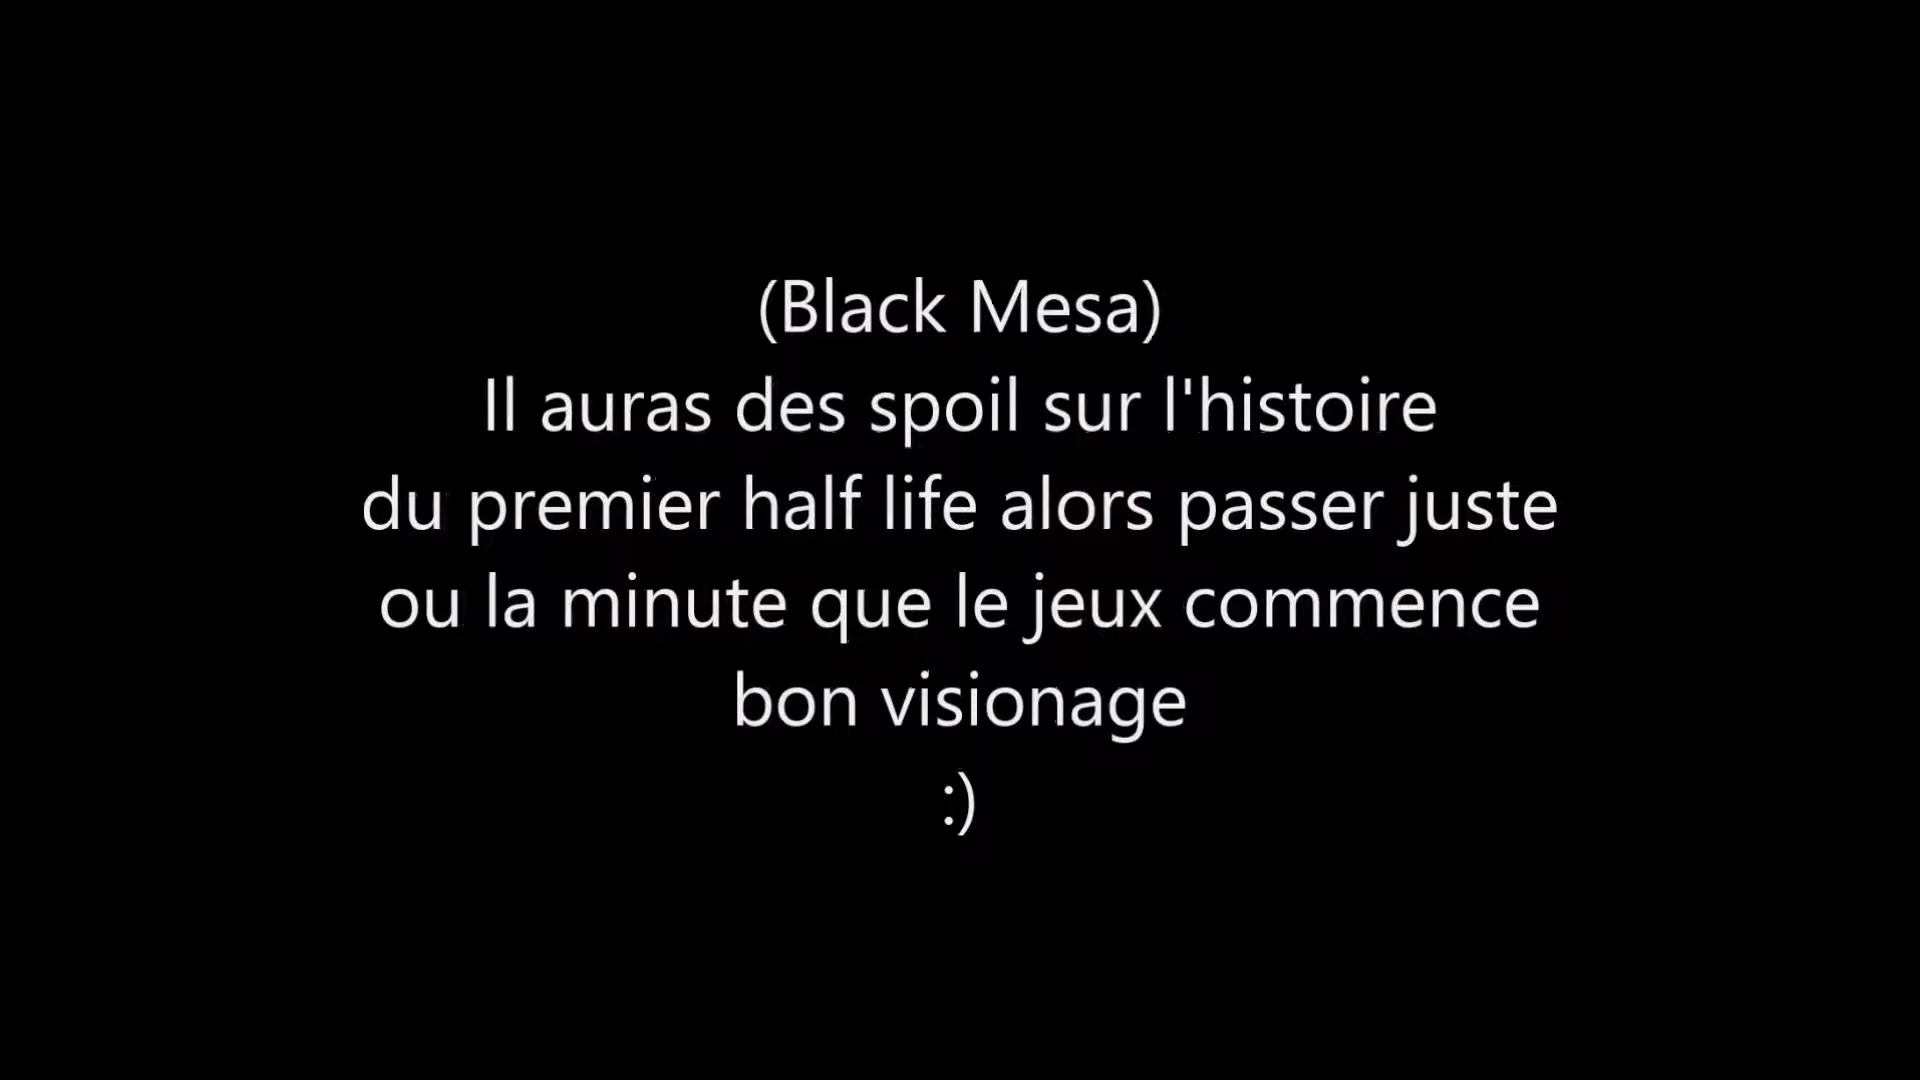 (Black Mesa)
Il auras des spoil sur l'histoire
du premier half life alors passer juste
ou la minute que le jeux commence
bon visionage
:)